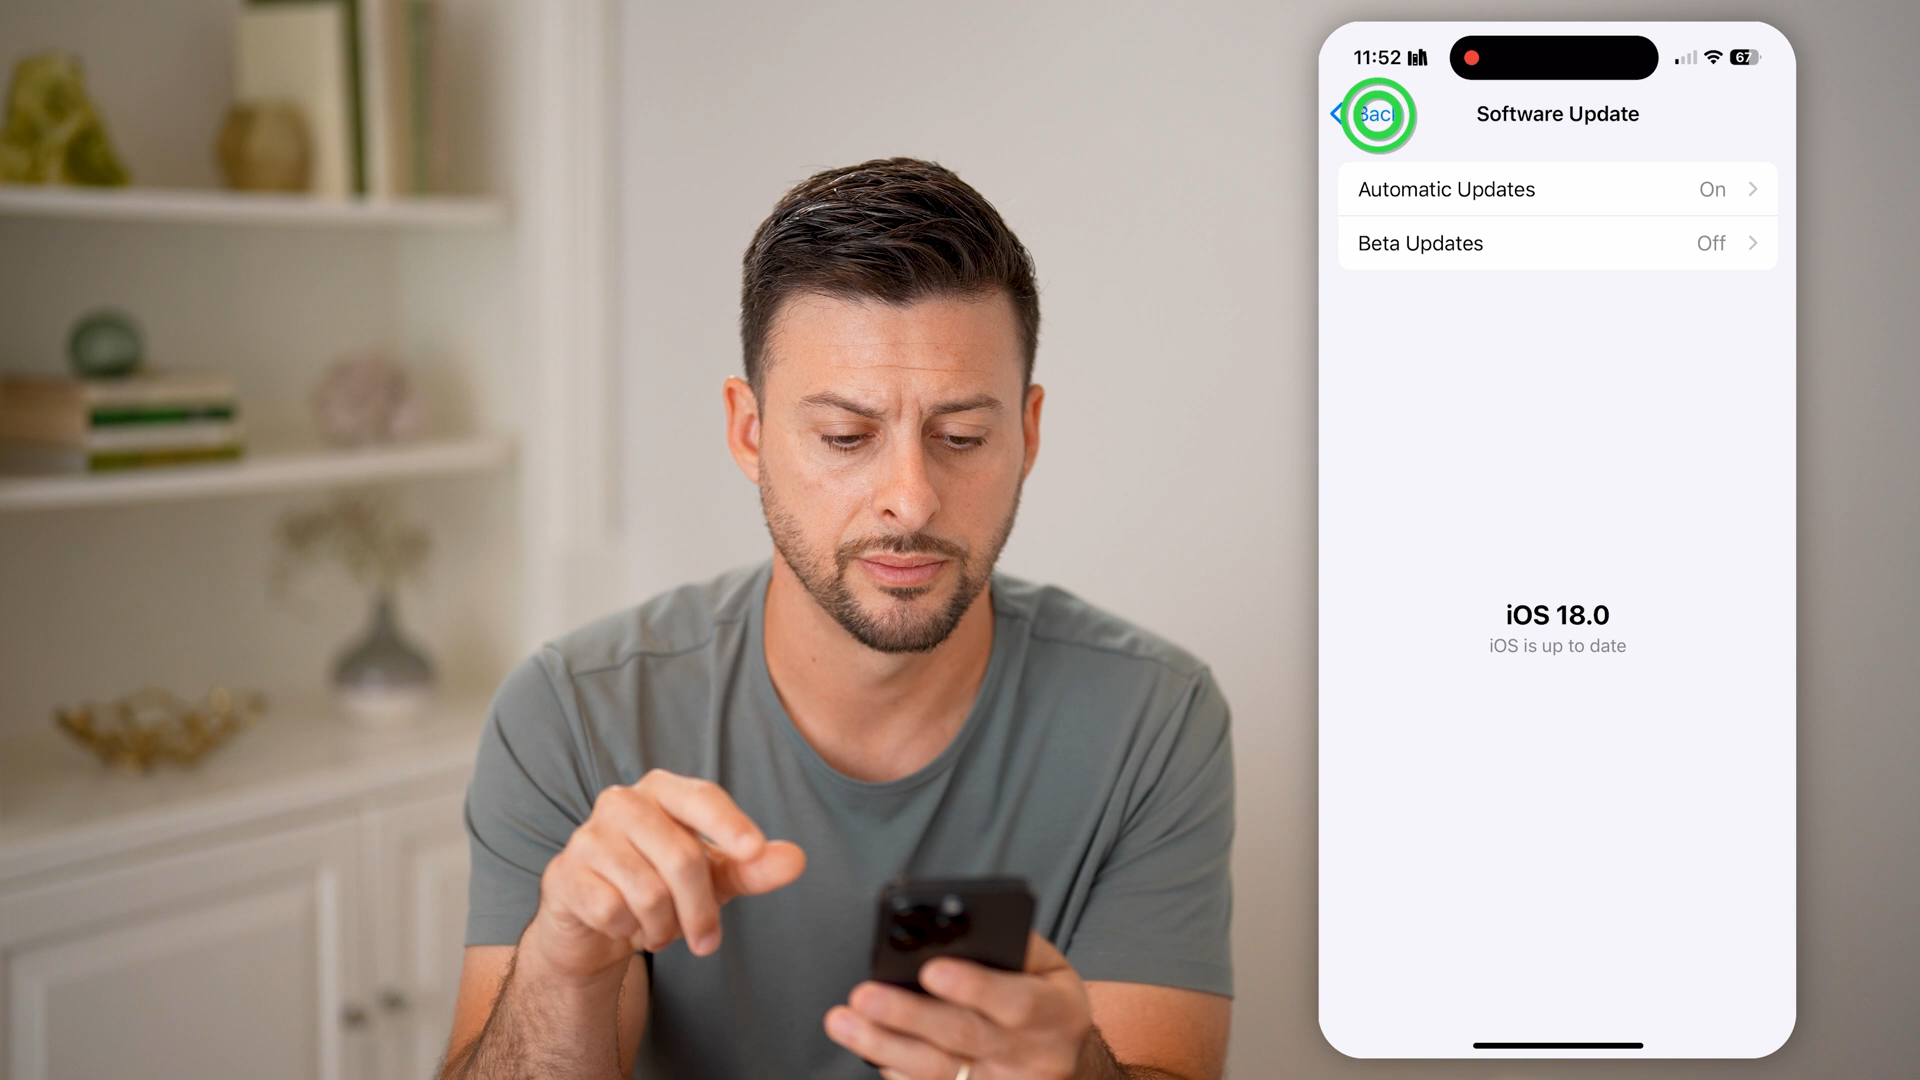 11:52
67
Back
Software Update
Automatic Updates On
Beta Updates Off
iOS 18.0
iOS is up to date